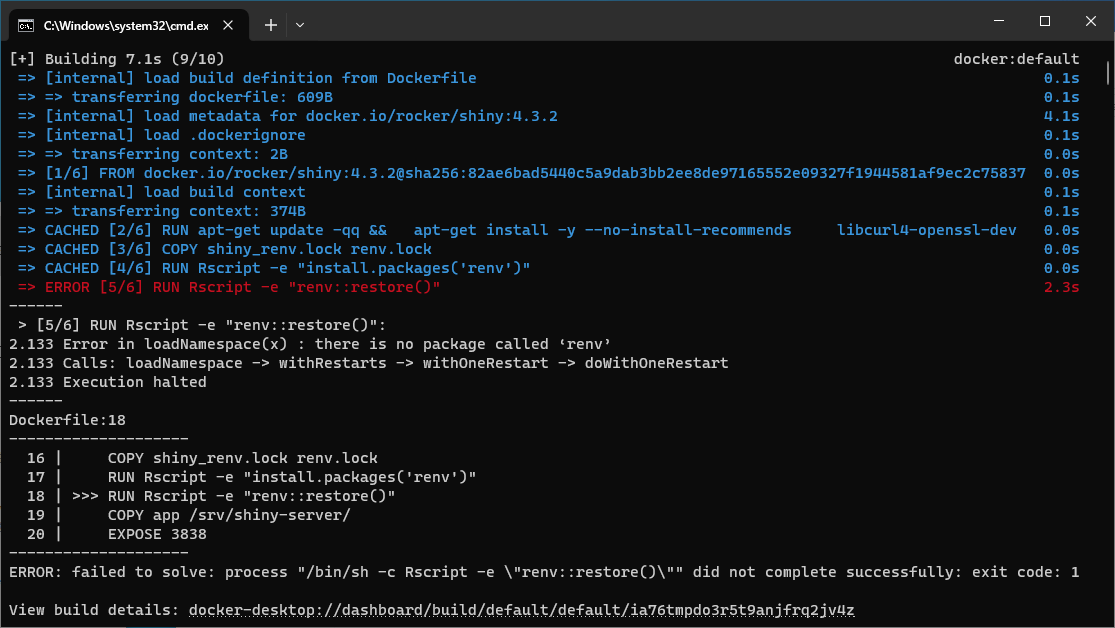 C:\Windows\system32\cmd.ex
[+] Building 7.1s (9/10) docker:default
=> [internal] load build definition from Dockerfile 0.1s
=> => transferring dockerfile: 609B 0.1s
=> [internal] load metadata for docker.io/rocker/shiny:4.3.2 4.1s
=> [internal] load .dockerignore 0.1s
=> => transferring context: 2B 0.0s
=> [1/6] FROM docker.io/rocker/shiny:4.3.2@sha256:82ae6bad5440c5a9dab3bb2ee8de97165552e09327f1944581af9ec2c75837 0.0s
=> [internal] load build context 0.1s
=> => transferring context: 374B 0.1s
=> CACHED [2/6] RUN apt-get update -qq && apt-get install -y --no-install-recommends libcurl4-openssl-dev 0.0s
=> CACHED [3/6] COPY shiny_renv.lock renv.lock 0.0s
=> CACHED [4/6] RUN Rscript -e "install.packages('renv')" 0.0s
=> ERROR [5/6] RUN Rscript -e "renv::restore()" 2.3s
------
> [5/6] RUN Rscript -e "renv::restore()":
2.133 Error in loadNamespace(x) : there is no package called ‘renv’
2.133 Calls: loadNamespace -> withRestarts -> withOneRestart -> doWithOneRestart
2.133 Execution halted
------
Dockerfile:18
--------------------
16 | COPY shiny_renv.lock renv.lock
17 | RUN Rscript -e "install.packages('renv')"
18 | >>> RUN Rscript -e "renv::restore()"
19 | COPY app /srv/shiny-server/
20 | EXPOSE 3838
--------------------
ERROR: failed to solve: process "/bin/sh -c Rscript -e \"renv::restore()\"" did not complete successfully: exit code: 1
View build details: docker-desktop://dashboard/build/default/default/ia76tmpdo3r5t9anjfrq2jv4z